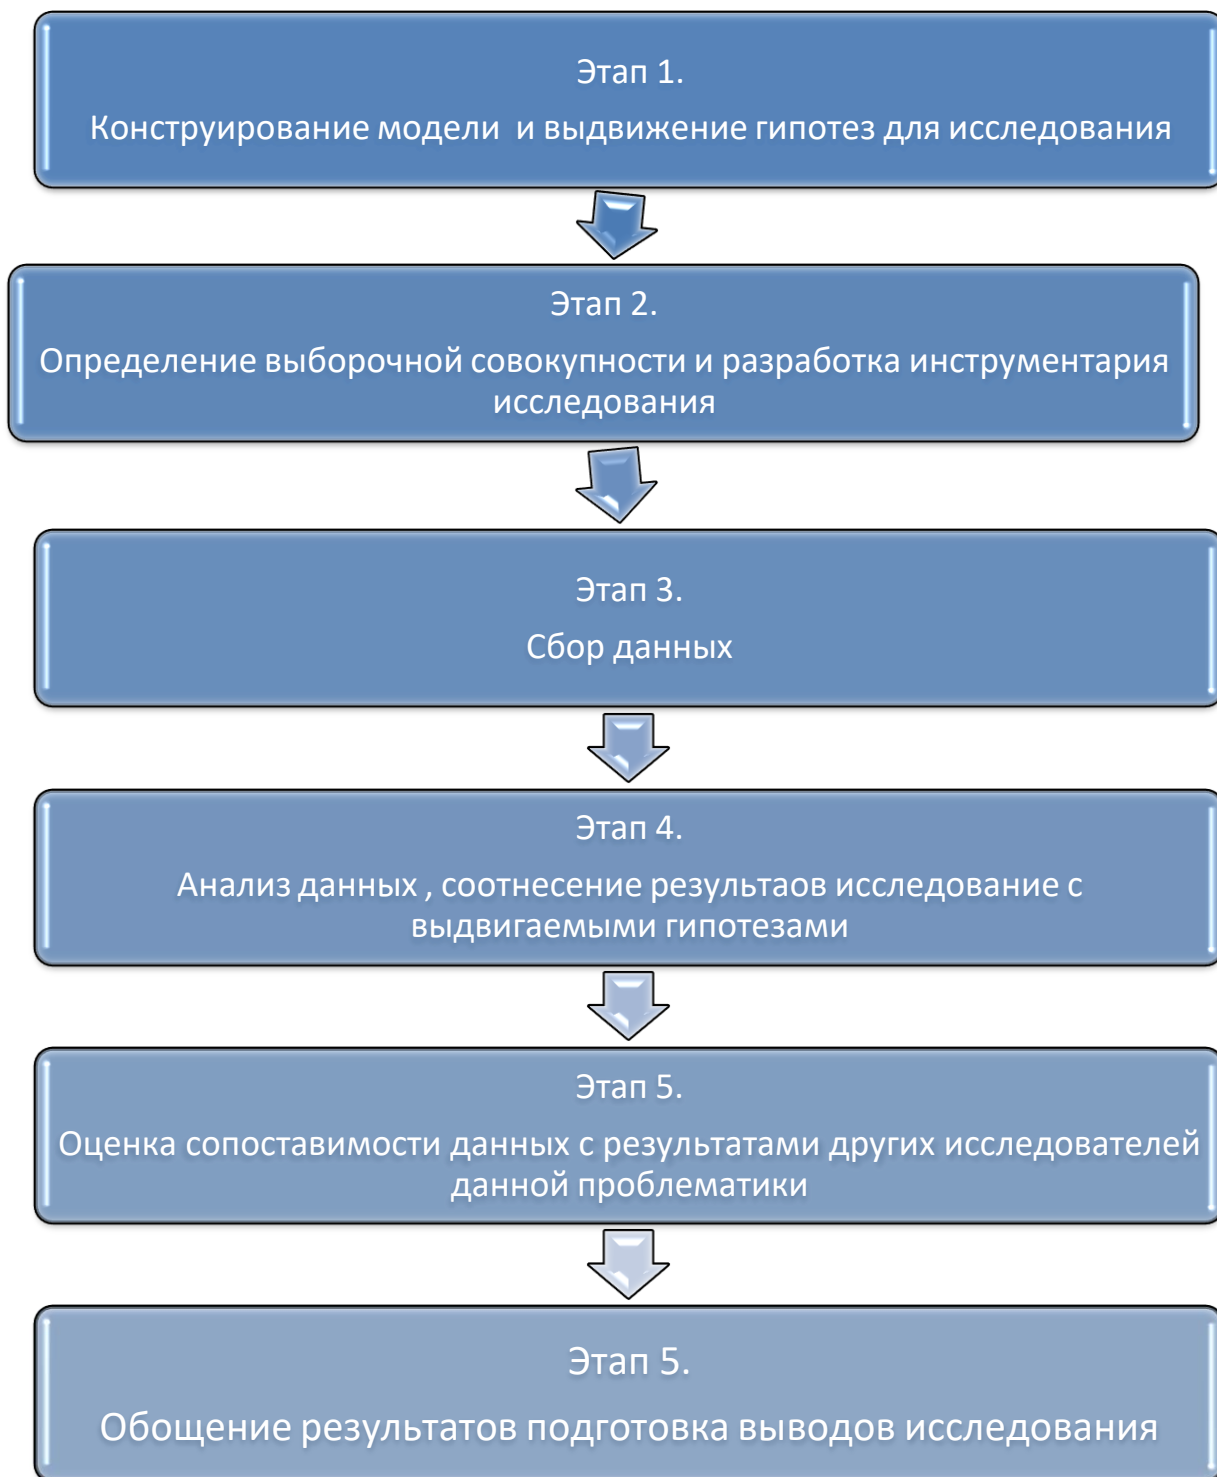 Этап 1.
Конструирование модели и выдвижение гипотез для исследования
Этап 2.
Определение выборочной совокупности и разработка инструментария
исследования
Этап 3.
Сбор данных
Этап 4.
Анализ данных , соотнесение результаов исследование с
выдвигаемыми гипотезами
Этап 5.
Оценка сопоставимости данных с результатами других исследователей
данной проблематики
Этап 5.
Обощение результатов подготовка выводов исследования